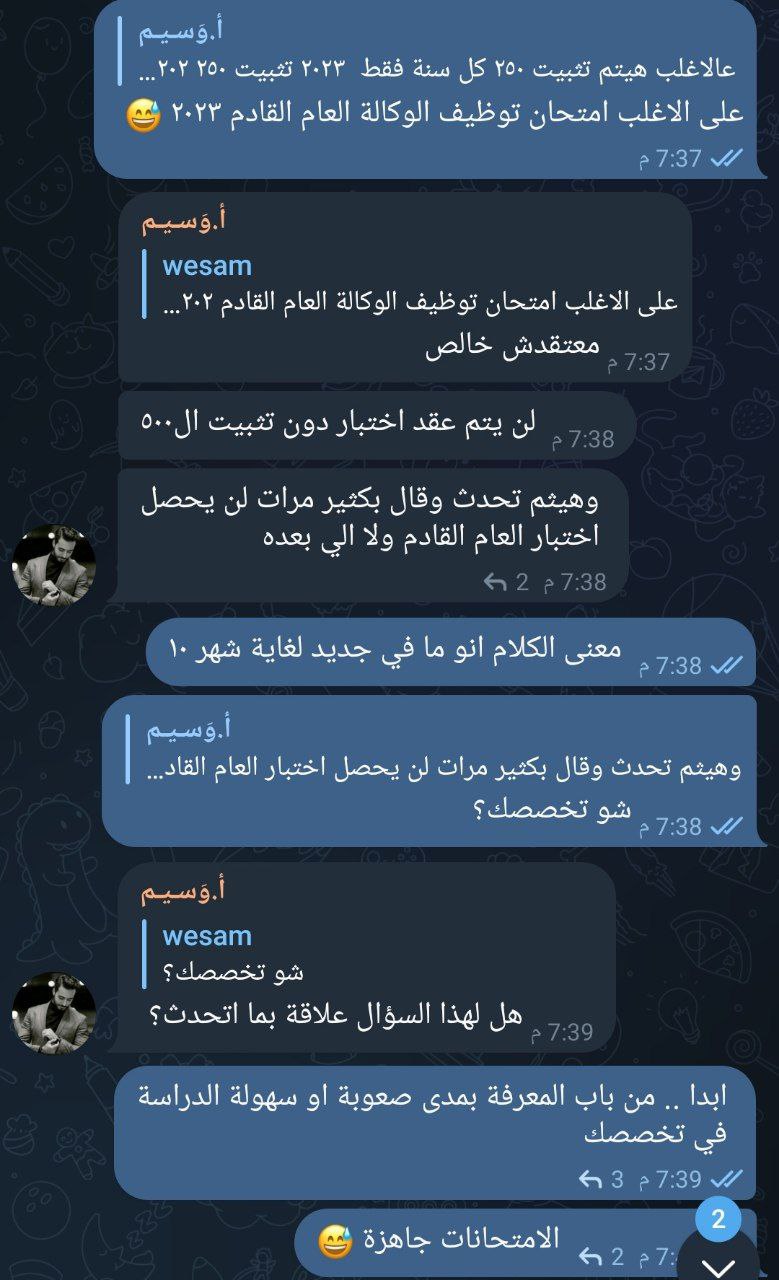 أ.وَسيـم
عالاغلب هيتم تثبيت ٢٥٠ كل سنة فقط ٢٠٢٣ تثبيت ٢٥٠ ٢٠٢...
على الاغلب امتحان توظيف الوكالة العام القادم ٢٠٢٣ 😅
7:37 م
أ.وَسيـم
wesam
على الاغلب امتحان توظيف الوكالة العام القادم ٢٠٢...
معتقدش خالص
7:37 م
لن يتم عقد اختبار دون تثبيت ال٥٠٠
7:38 م
وهيثم تحدث وقال بكثير مرات لن يحصل
اختبار العام القادم ولا الي بعده
2 7:38 م
معنى الكلام انو ما في جديد لغاية شهر ١٠
7:38 م
أ.وَسيـم
وهيثم تحدث وقال بكثير مرات لن يحصل اختبار العام القاد...
شو تخصصك؟
7:38 م
أ.وَسيـم
wesam
شو تخصصك؟
هل لهذا السؤال علاقة بما اتحدث؟
7:39 م
ابدا .. من باب المعرفة بمدى صعوبة او سهولة الدراسة
في تخصصك
3 7:39 م
الامتحانات جاهزة 😅
2 7: م
2